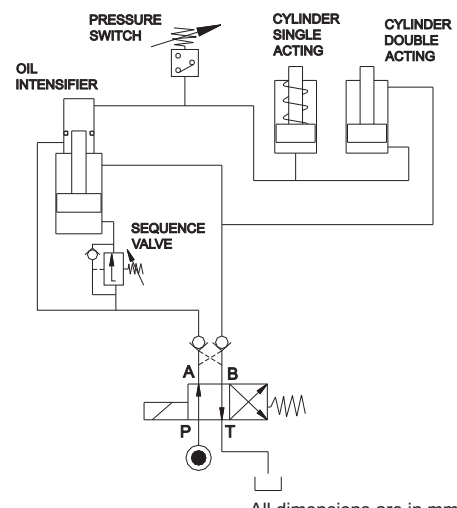 PRESSURE
SWITCH
CYLINDER
SINGLE
ACTING
CYLINDER
DOUBLE
ACTING
OIL
INTENSIFIER
SEQUENCE
VALVE
A
B
P
T
All dimensions are in mm